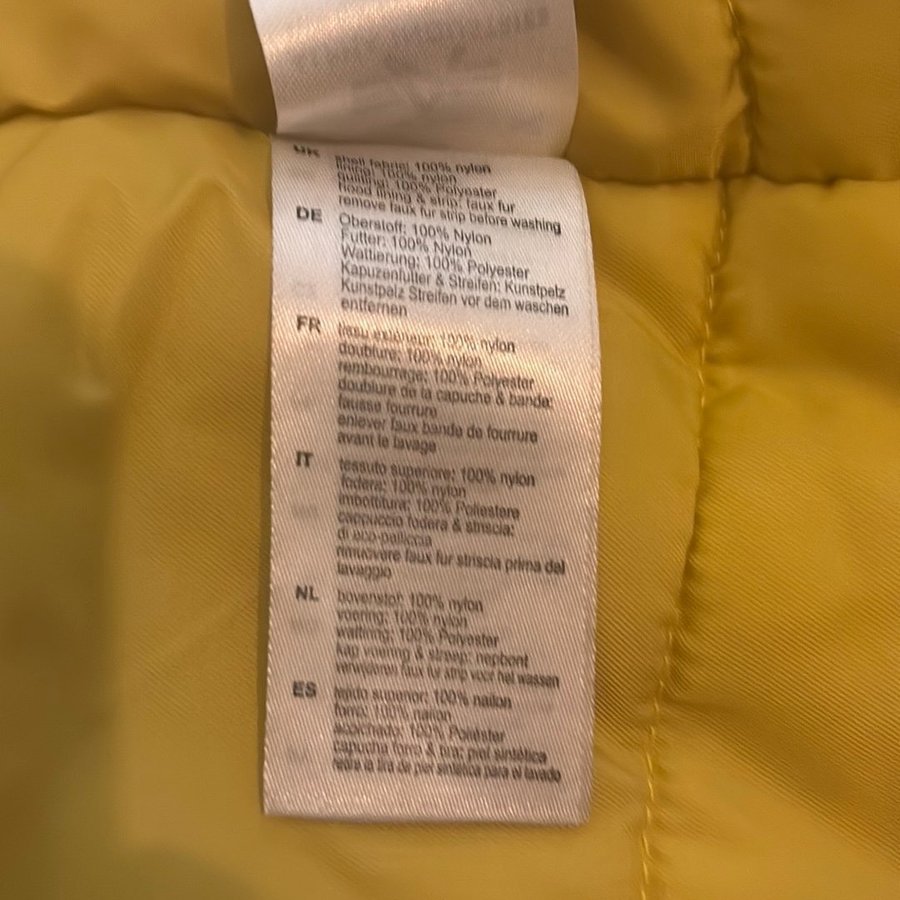 UK shell fabric: 100% nylon
lining: 100% nylon
quilting: 100% Polyester
hood lining & strip: faux fur
remove faux fur strip before washing
DE Oberstoff: 100% Nylon
Futter: 100% Nylon
Wattierung: 100% Polyester
Kapuzenfutter & Streifen: Kunstpelz
Kunstpelz Streifen vor dem waschen
entfernen
FR tissu extérieur: 100% nylon
doublure: 100% nylon
rembourrage: 100% Polyester
doublure de la capuche & bande:
fausse fourrure
enlever faux bande de fourrure
avant le lavage
IT tessuto superiore: 100% nylon
fodera: 100% nylon
imbottitura: 100% Poliestere
cappuccio fodera & striscia:
di eco-pelliccia
rimuovere faux fur striscia prima del
lavaggio
NL bovenstof: 100% nylon
voering: 100% nylon
wattiring: 100% Polyester
kap voering & streep: nepbont
verwijderen faux fur strip voor het wassen
ES tejido superior: 100% nailon
forro: 100% nailon
acolchado: 100% Poliéster
capucha forro & tira: piel sintética
retire la tira de piel sintética para el lavado